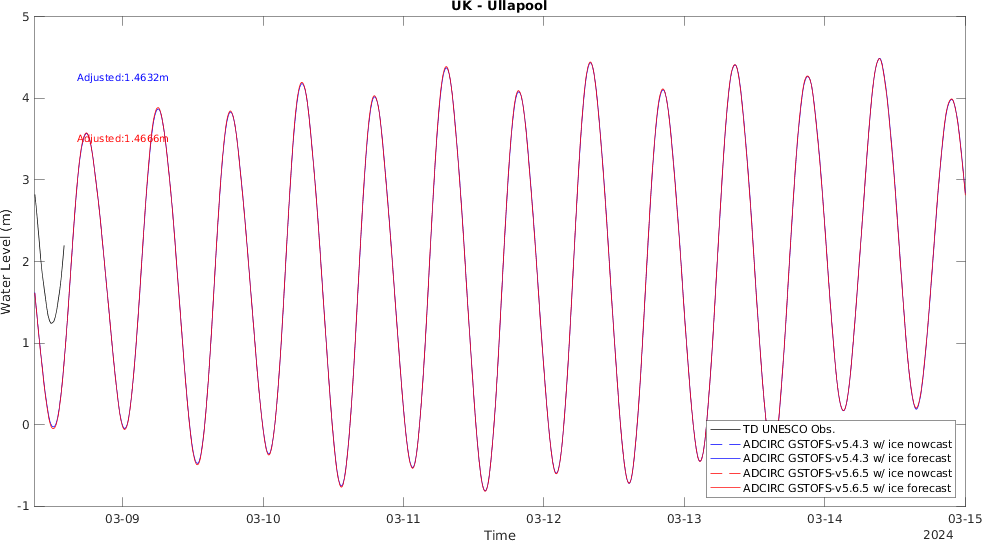 UK - Ullapool
5
4
3
2
1
0
-1
Water Level (m)
Adjusted:1.4632m
Adjusted:1.4666m
TD UNESCO Obs.
ADCIRC GSTOFS-v5.4.3 w/ ice nowcast
ADCIRC GSTOFS-v5.4.3 w/ ice forecast
ADCIRC GSTOFS-v5.6.5 w/ ice nowcast
ADCIRC GSTOFS-v5.6.5 w/ ice forecast
03-09
03-10
03-11
03-12
03-13
03-14
03-15
Time
2024